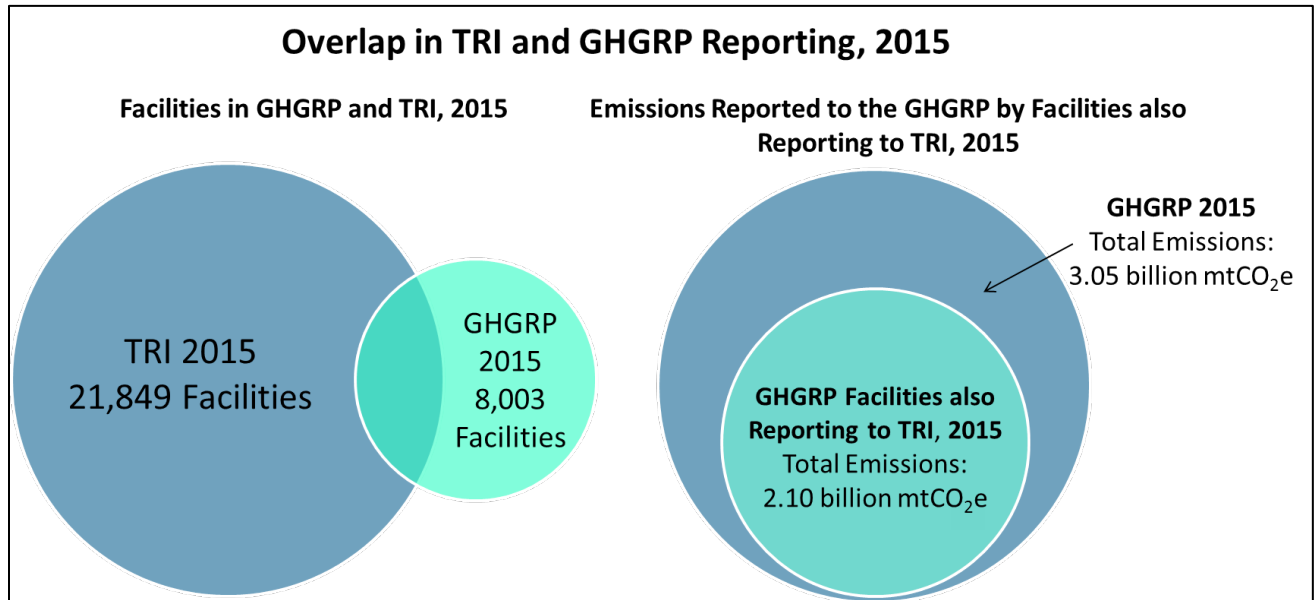 Overlap in TRI and GHGRP Reporting, 2015
Facilities in GHGRP and TRI, 2015
TRI 2015
21,849 Facilities
GHGRP
2015
8,003
Facilities
Emissions Reported to the GHGRP by Facilities also
Reporting to TRI, 2015
GHGRP 2015
Total Emissions:
3.05 billion mtCO₂e
GHGRP Facilities also
Reporting to TRI, 2015
Total Emissions:
2.10 billion mtCO₂e